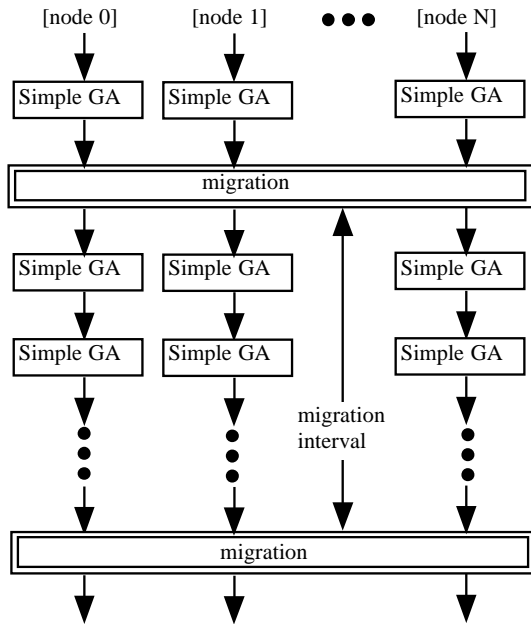 [node 0] [node 1] [node N]
Simple GA Simple GA Simple GA
migration
Simple GA Simple GA Simple GA
Simple GA Simple GA Simple GA
migration
interval
migration